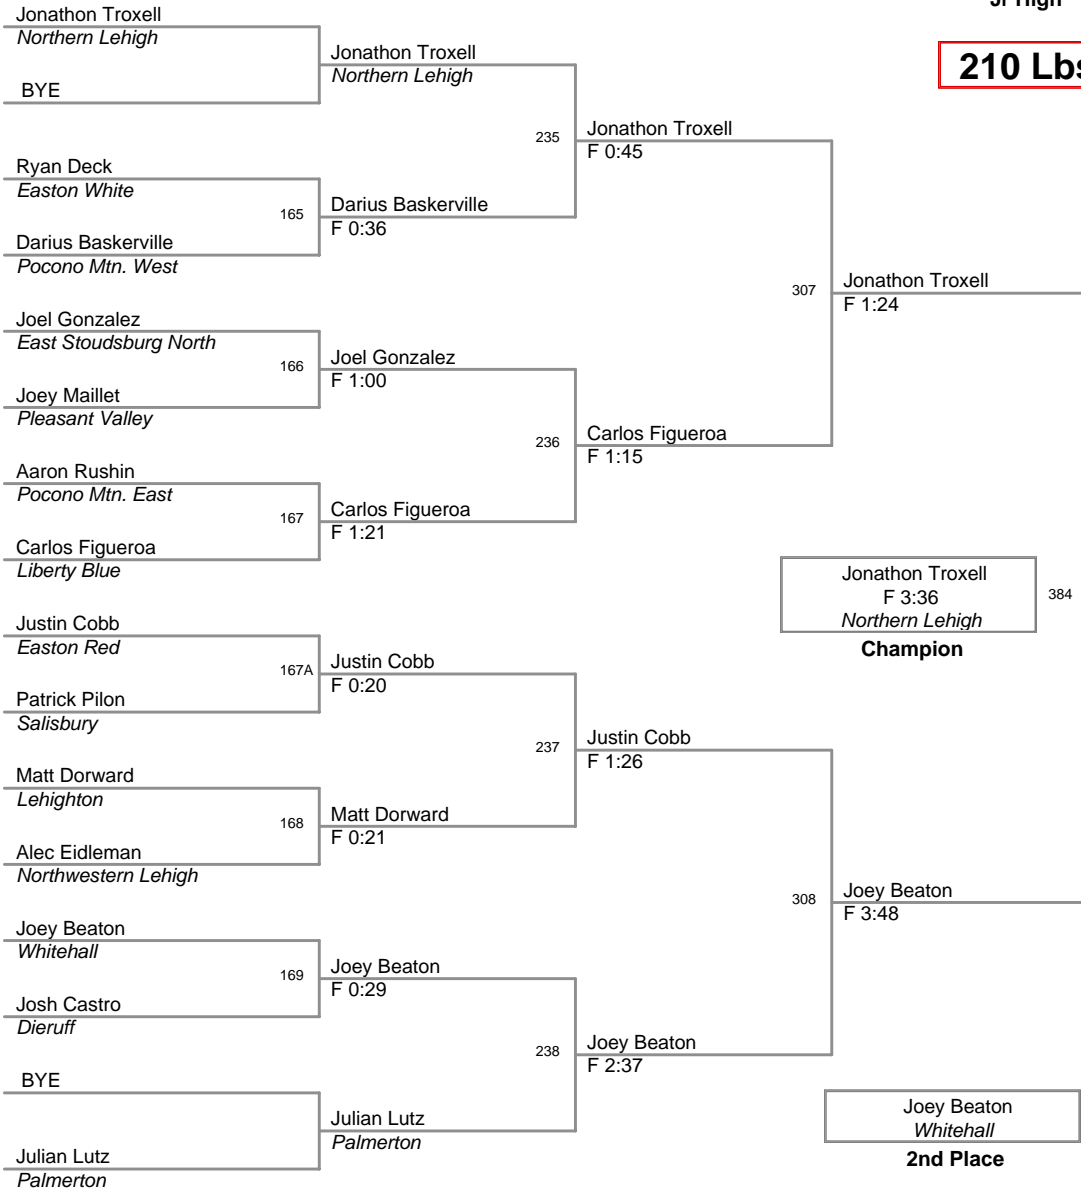 Jr High
210 Lbs
Jonathon Troxell
Northern Lehigh
BYE
Ryan Deck
Easton White
165
Darius Baskerville
Pocono Mtn. West
Joel Gonzalez
East Stoudsburg North
166
Joey Maillet
Pleasant Valley
Aaron Rushin
Pocono Mtn. East
167
Carlos Figueroa
Liberty Blue
Justin Cobb
Easton Red
167A
Patrick Pilon
Salisbury
Matt Dorward
Lehighton
168
Alec Eidleman
Northwestern Lehigh
Joey Beaton
Whitehall
169
Josh Castro
Dieruff
BYE
Julian Lutz
Palmerton
Jonathon Troxell
Northern Lehigh
235
Darius Baskerville
F 0:36
Joel Gonzalez
F 1:00
236
Carlos Figueroa
F 1:21
Justin Cobb
F 0:20
237
Matt Dorward
F 0:21
Joey Beaton
F 0:29
238
Julian Lutz
Palmerton
Jonathon Troxell
F 0:45
307
Carlos Figueroa
F 1:15
Justin Cobb
F 1:26
308
Joey Beaton
F 2:37
Jonathon Troxell
F 1:24
Joey Beaton
F 3:48
Jonathon Troxell
F 3:36
Northern Lehigh
384
Champion
Joey Beaton
Whitehall
2nd Place